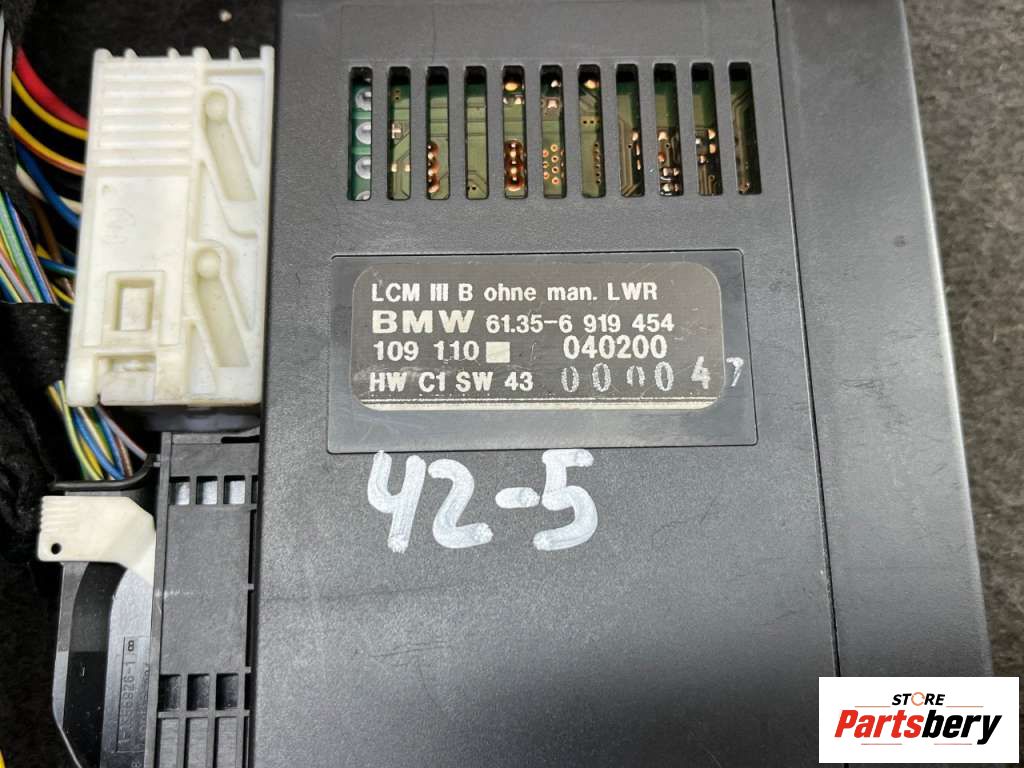 LCM III B ohne man. LWR
BMW 61.35-6 919 454
109 110 040200
HW C1 SW 43 000047
42-5
STORE
Partsbery